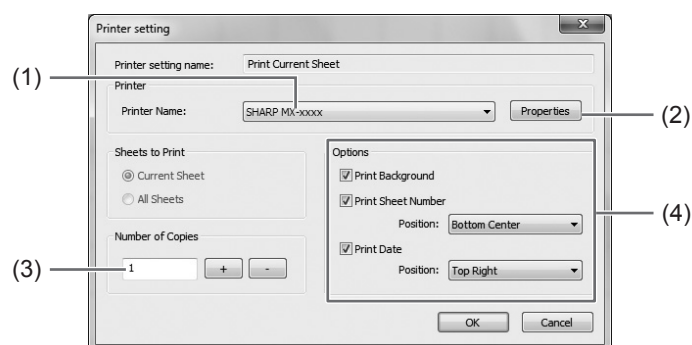 Printer setting
x
Printer setting name: Print Current Sheet
Printer
(1)
Printer Name: SHARP MX-xxxx Properties
(2)
Sheets to Print
Current Sheet
All Sheets
Options
Print Background
Print Sheet Number
Position: Bottom Center
(4)
Print Date
Position: Top Right
Number of Copies
(3)
1 + -
OK Cancel